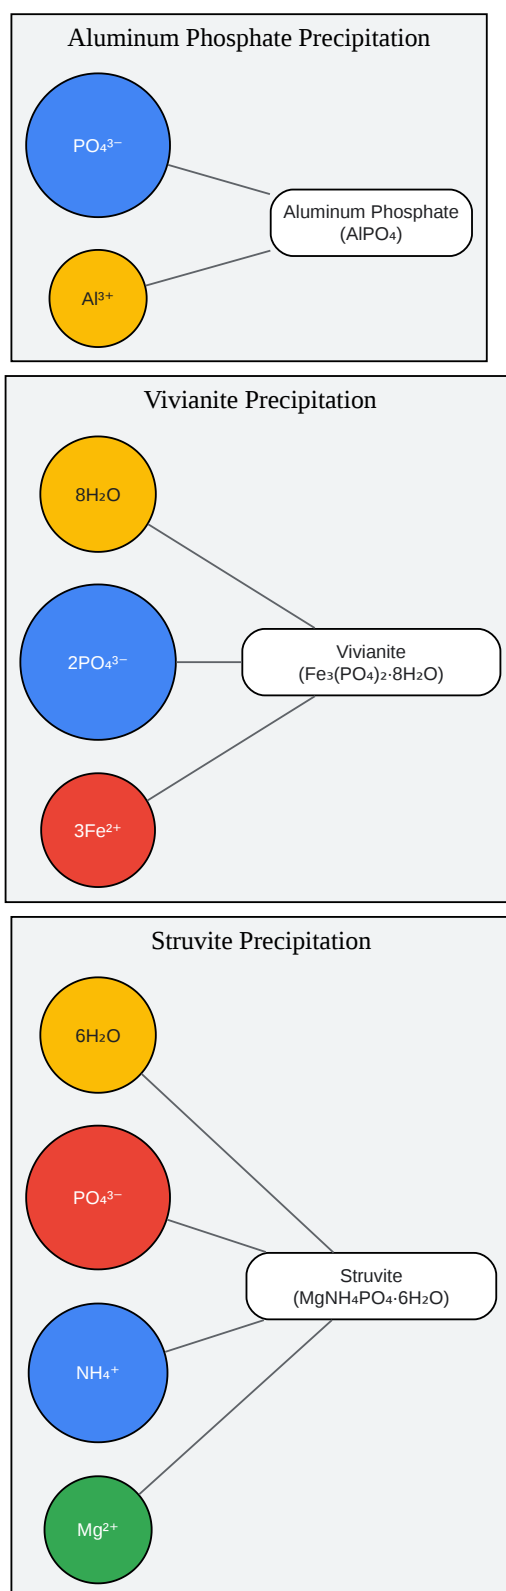 Aluminum Phosphate Precipitation
PO₄³⁻
Aluminum Phosphate
(AlPO₄)
Al³⁺
Vivianite Precipitation
8H₂O
2PO₄³⁻
Vivianite
(Fe₃(PO₄)₂·8H₂O)
3Fe²⁺
Struvite Precipitation
6H₂O
PO₄³⁻
Struvite
(MgNH₄PO₄·6H₂O)
NH₄⁺
Mg²⁺